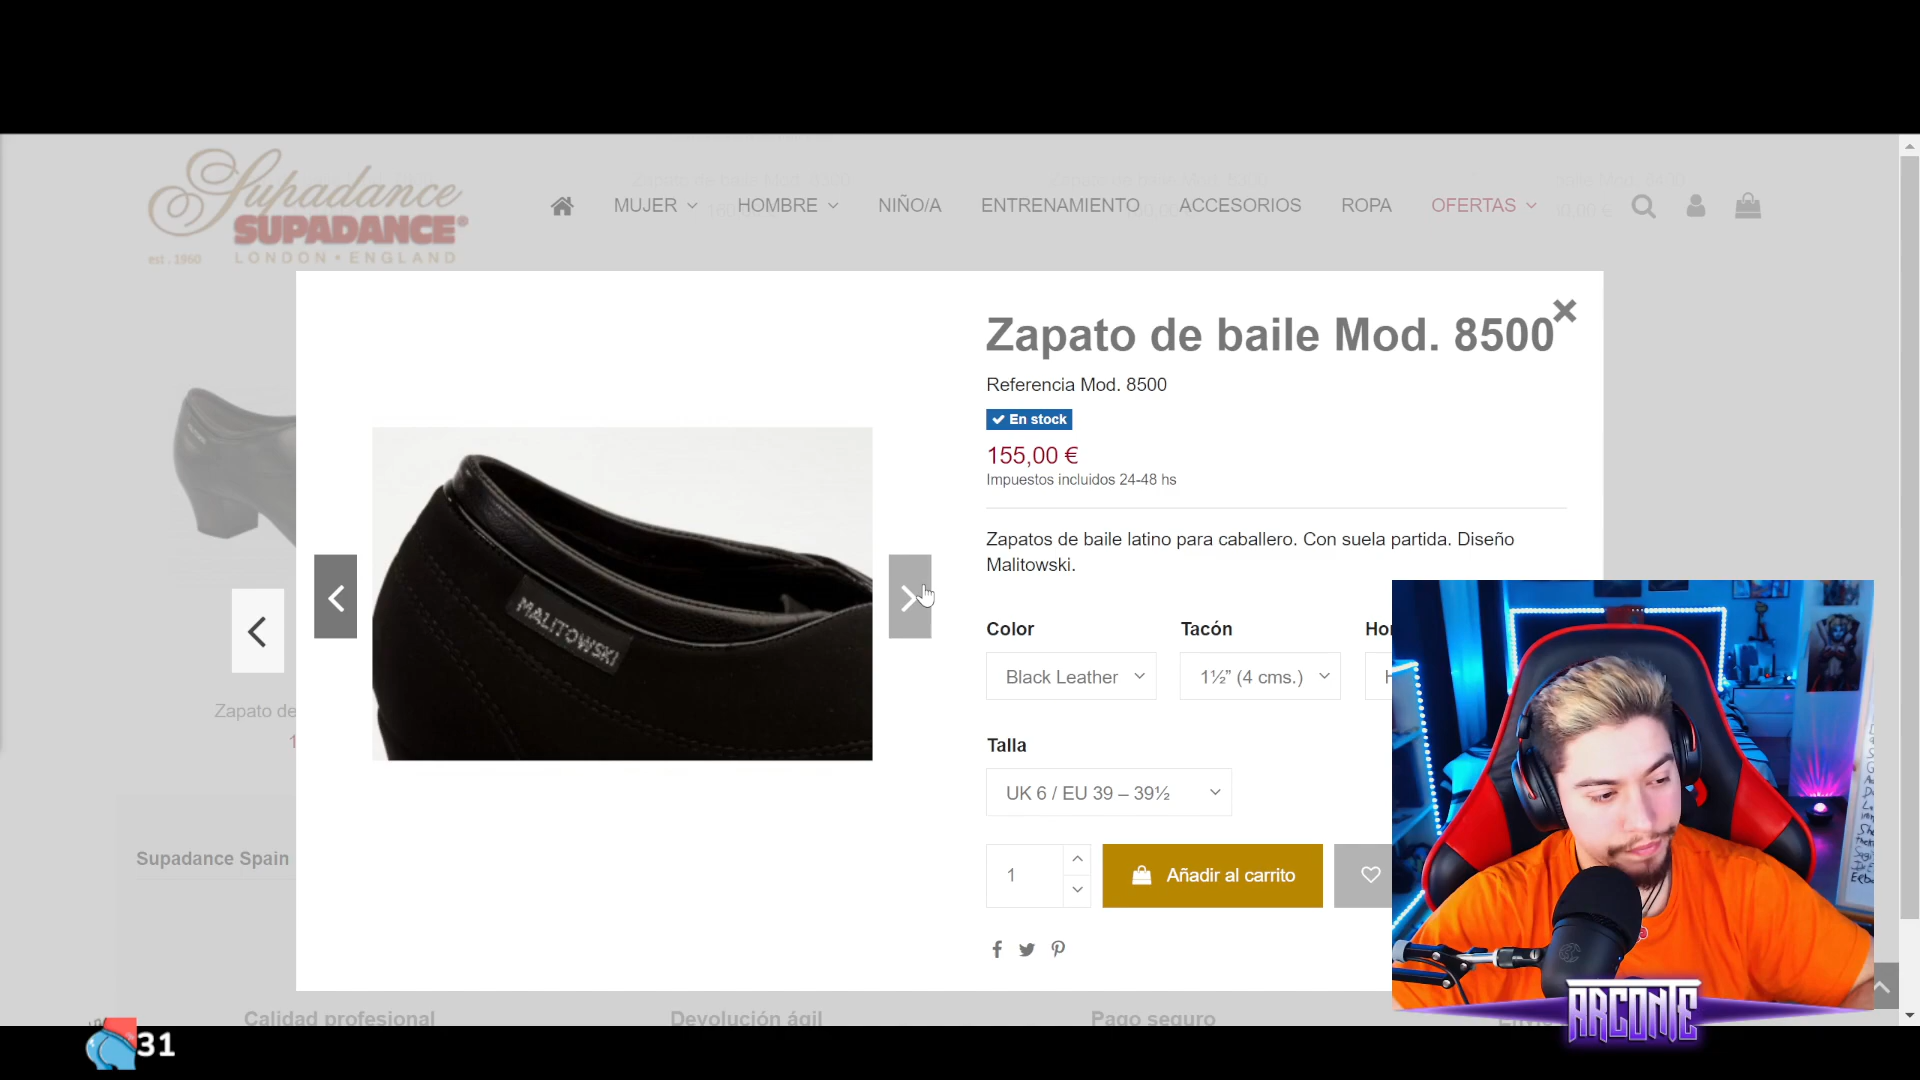 Supadance
SUPADANCE®
est. 1960 LONDON • ENGLAND
MUJER HOMBRE NIÑO/A ENTRENAMIENTO ACCESORIOS ROPA OFERTAS
Zapato de baile Mod. 8500
Referencia Mod. 8500
En stock
155,00 €
Impuestos incluidos 24-48 hs
Zapatos de baile latino para caballero. Con suela partida. Diseño
Malitowski.
MALITOWSKI
Color Tacón Hor
Black Leather 1½” (4 cms.) H
Talla
UK 6 / EU 39 – 39½
1 Añadir al carrito
Zapato de
1
Supadance Spain
Calidad profesional Devolución ágil Pago seguro
ARCONTE
31